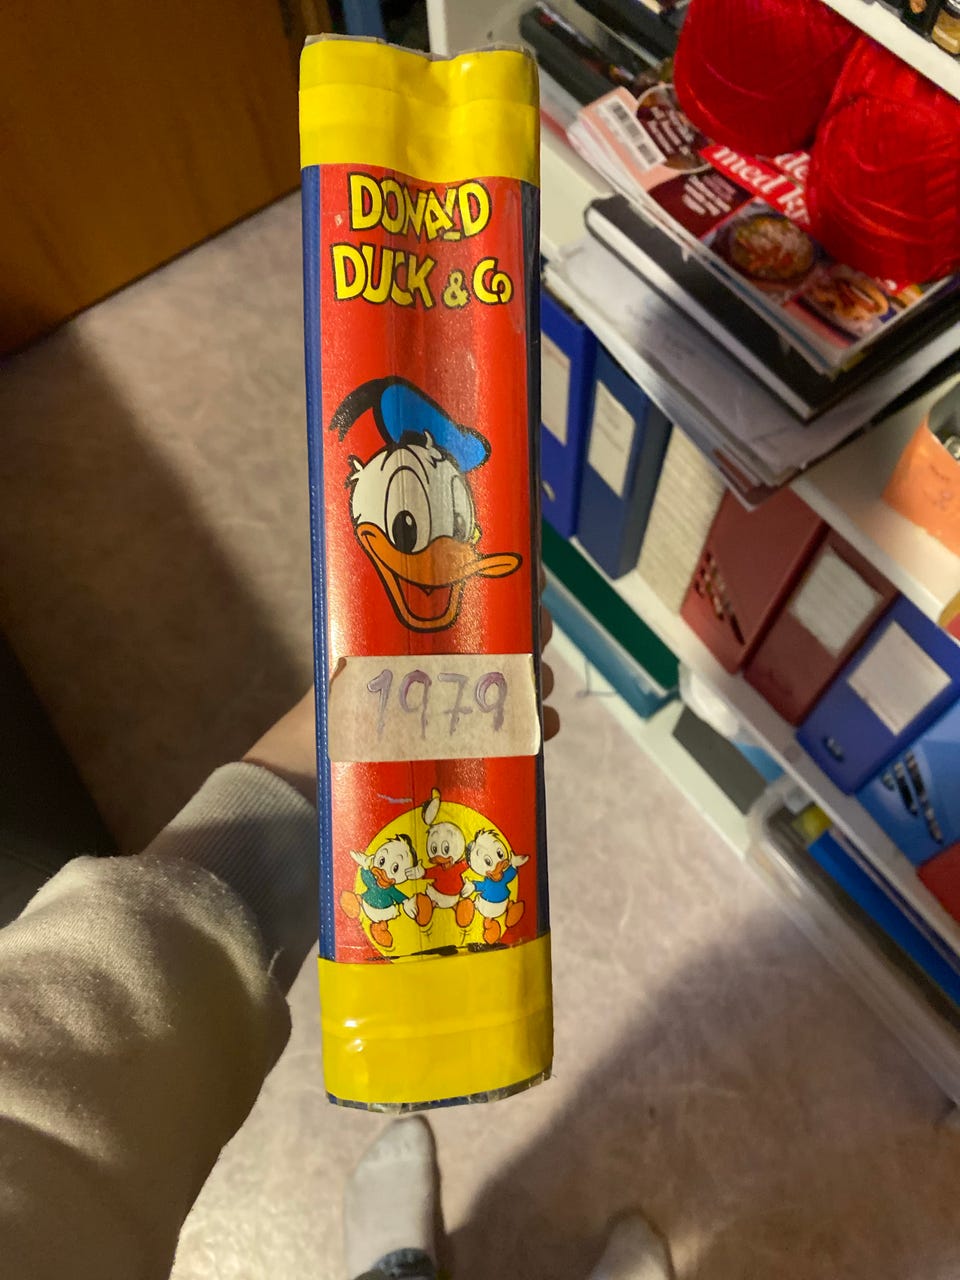 DONALD
DUCK & Co
1979
med